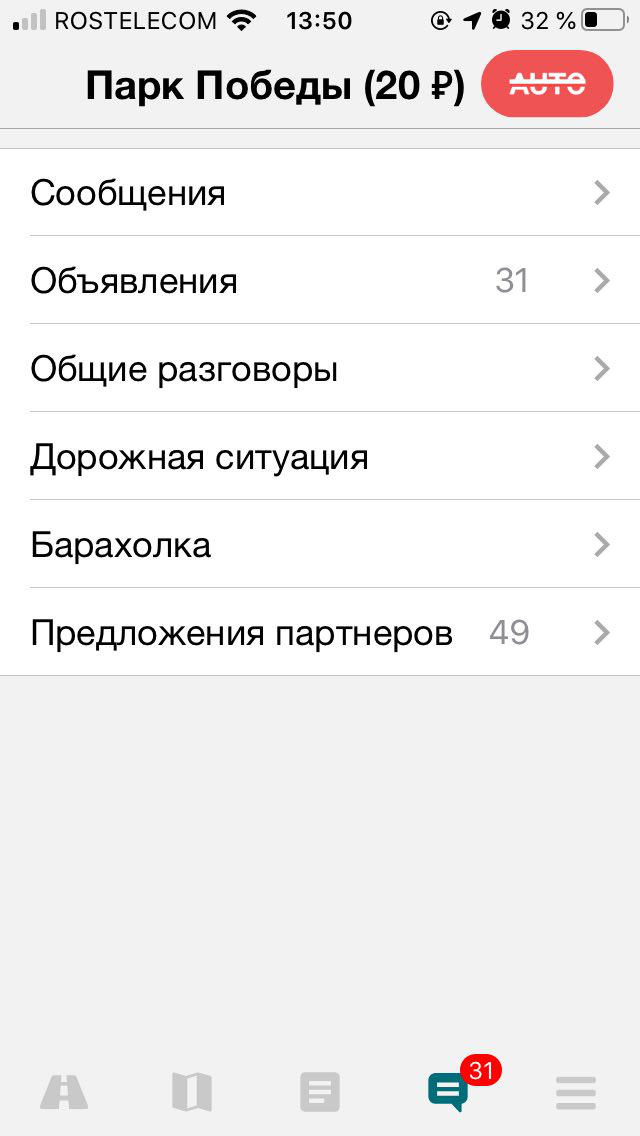 ROSTELECOM 13:50 32 %
Парк Победы (20 ₽) AUTO
Сообщения
Объявления 31
Общие разговоры
Дорожная ситуация
Барахолка
Предложения партнеров 49
31